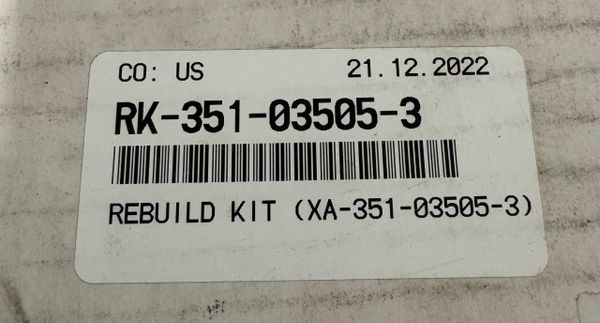 CO: US 21.12.2022
RK-351-03505-3
REBUILD KIT (XA-351-03505-3)